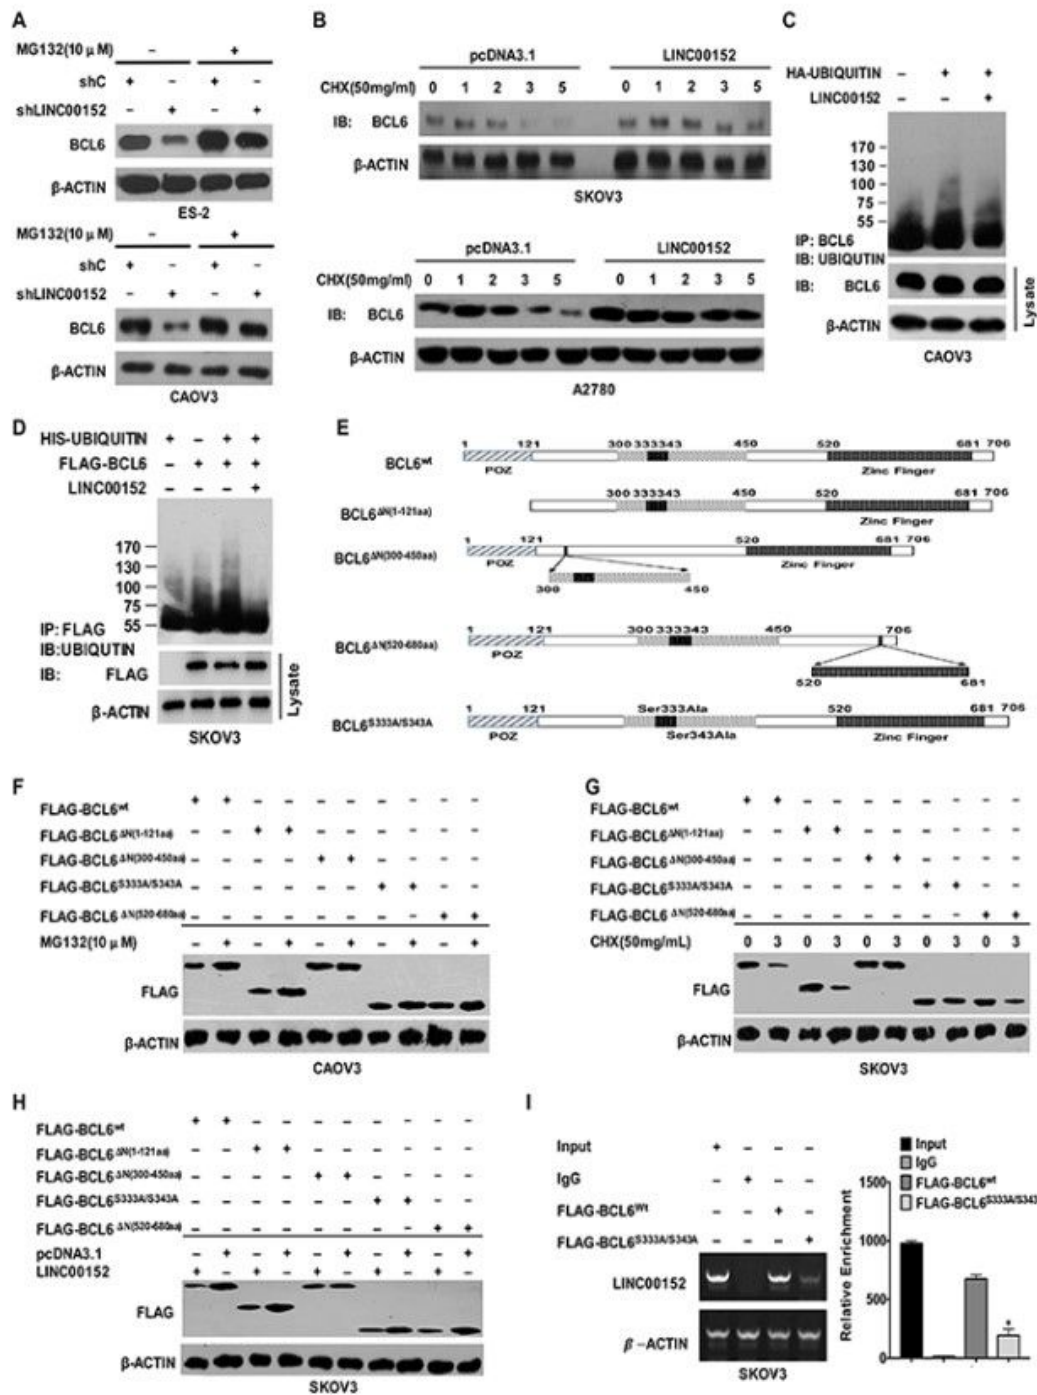 A
MG132(10 μM) – +
shC + – + –
shLINC00152 – + – +
BCL6
β-ACTIN
ES-2
MG132(10 μM) – +
shC + – + –
shLINC00152 – + – +
BCL6
β-ACTIN
CAOV3
B
pcDNA3.1 LINC00152
CHX(50mg/ml) 0 1 2 3 5 0 1 2 3 5
IB: BCL6
β-ACTIN
SKOV3
pcDNA3.1 LINC00152
CHX(50mg/ml) 0 1 2 3 5 0 1 2 3 5
IB: BCL6
β-ACTIN
A2780
C
HA-UBIQUITIN – + +
LINC00152 – – +
170
130
100
75
55
IP: BCL6
IB: UBIQUTIN
IB: BCL6
β-ACTIN
Lysate
CAOV3
D
HIS-UBIQUITIN + – + +
FLAG-BCL6 – + + +
LINC00152 – – – +
170
130
100
75
55
IP: FLAG
IB:UBIQUTIN
IB: FLAG
β-ACTIN
Lysate
SKOV3
E
1 121 300 333343 450 520 681 706
BCL6wt
POZ Zinc Finger
300 333343 450 520 681 706
BCL6ΔN(1-121aa)
Zinc Finger
1 121 520 681 706
BCL6ΔN(300-450aa)
POZ Zinc Finger
300 450
1 121 300 333343 450 706
BCL6ΔN(520-680aa)
POZ
520 681
1 121 Ser333Ala 520 681 706
BCL6S333A/S343A
POZ Ser343Ala Zinc Finger
F
FLAG-BCL6wt + + – – – – – – – –
FLAG-BCL6ΔN(1-121aa) – – + + – – – – – –
FLAG-BCL6ΔN(300-450aa) – – – – + + – – – –
FLAG-BCL6S333A/S343A – – – – – – + + – –
FLAG-BCL6ΔN(520-680aa) – – – – – – – – + +
MG132(10 μM) – + – + – + – + – +
FLAG
β-ACTIN
CAOV3
G
FLAG-BCL6wt + + – – – – – – – –
FLAG-BCL6ΔN(1-121aa) – – + + – – – – – –
FLAG-BCL6ΔN(300-450aa) – – – – + + – – – –
FLAG-BCL6S333A/S343A – – – – – – + + – –
FLAG-BCL6ΔN(520-680aa) – – – – – – – – + +
CHX(50mg/mL) 0 3 0 3 0 3 0 3 0 3
FLAG
β-ACTIN
SKOV3
H
FLAG-BCL6wt + + – – – – – – – –
FLAG-BCL6ΔN(1-121aa) – – + + – – – – – –
FLAG-BCL6ΔN(300-450aa) – – – – + + – – – –
FLAG-BCL6S333A/S343A – – – – – – + + – –
FLAG-BCL6ΔN(520-680aa) – – – – – – – – + +
pcDNA3.1 – + – + – + – + – +
LINC00152 + – + – + – + – + –
FLAG
β-ACTIN
SKOV3
I
Input + – – –
IgG – + – –
FLAG-BCL6Wt – – + –
FLAG-BCL6S333A/S343A – – – +
LINC00152
β-ACTIN
SKOV3
Input
IgG
FLAG-BCL6wt
FLAG-BCL6S333A/S343
Relative Enrichment
1500
1000
500
0
*